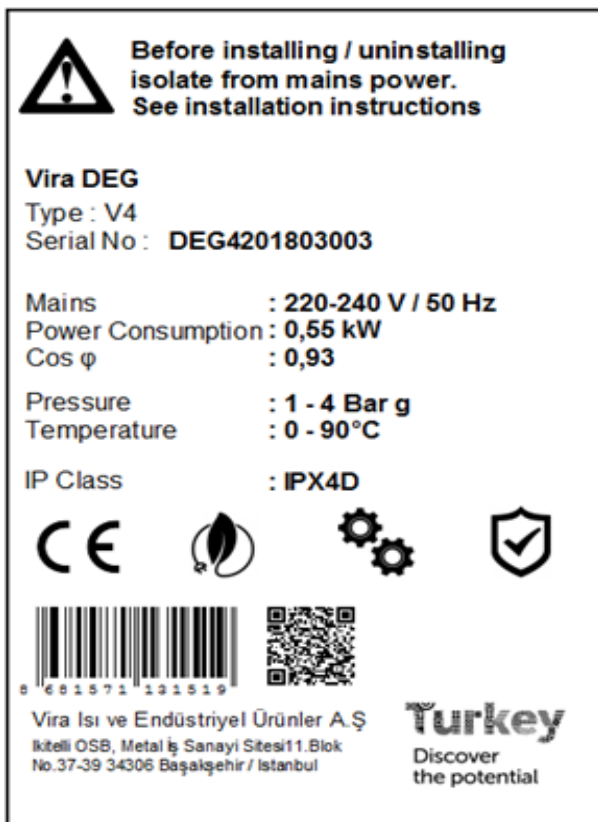 Before installing / uninstalling
isolate from mains power.
See installation instructions
Vira DEG
Type : V4
Serial No : DEG4201803003
Mains : 220-240 V / 50 Hz
Power Consumption : 0,55 kW
Cos φ : 0,93
Pressure : 1 - 4 Bar g
Temperature : 0 - 90°C
IP Class : IPX4D
CE
8 681571 131519
Vira Isı ve Endüstriyel Ürünler A.Ş
Ikitelli OSB, Metal İş Sanayi Sitesi11.Blok
No.37-39 34306 Başakşehir / Istanbul
Turkey
Discover
the potential